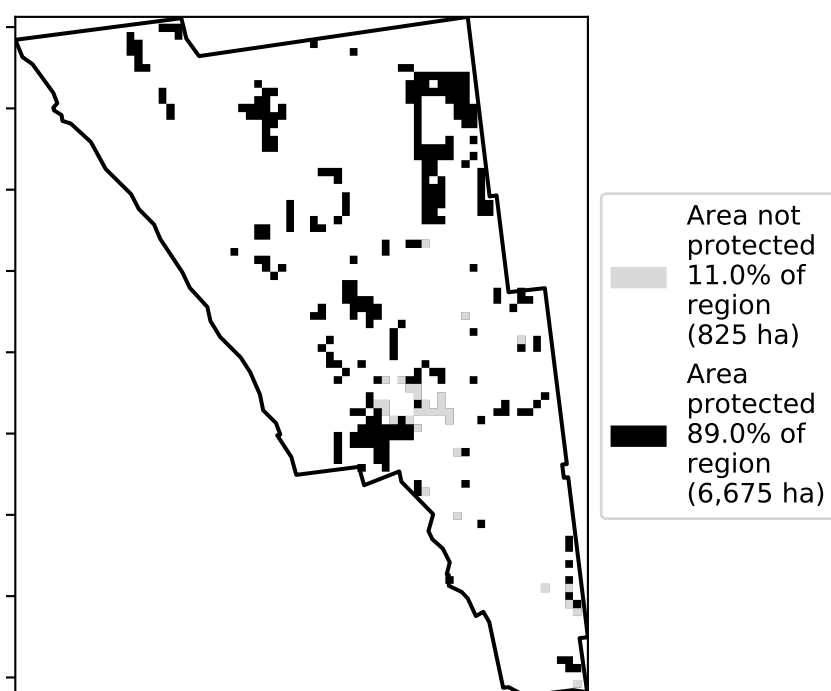 Area not
protected
11.0% of
region
(825 ha)
Area
protected
89.0% of
region
(6,675 ha)